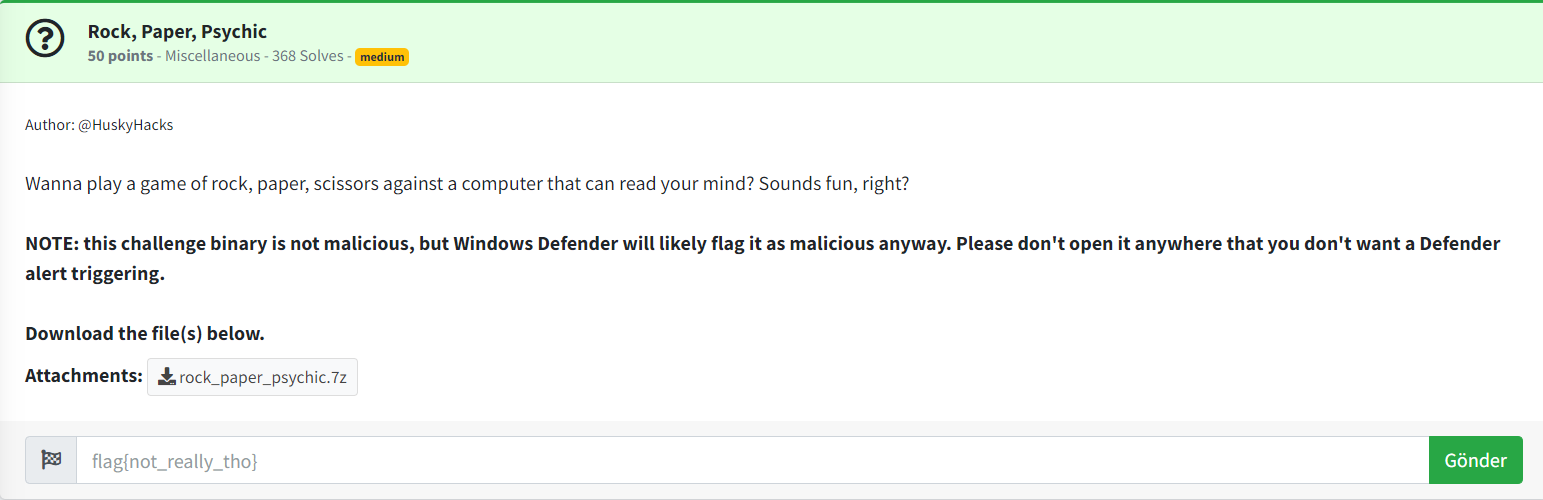 Rock, Paper, Psychic
50 points - Miscellaneous - 368 Solves - medium
Author: @HuskyHacks
Wanna play a game of rock, paper, scissors against a computer that can read your mind? Sounds fun, right?
NOTE: this challenge binary is not malicious, but Windows Defender will likely flag it as malicious anyway. Please don't open it anywhere that you don't want a Defender
alert triggering.
Download the file(s) below.
Attachments: rock_paper_psychic.7z
flag{not_really_tho} Gönder